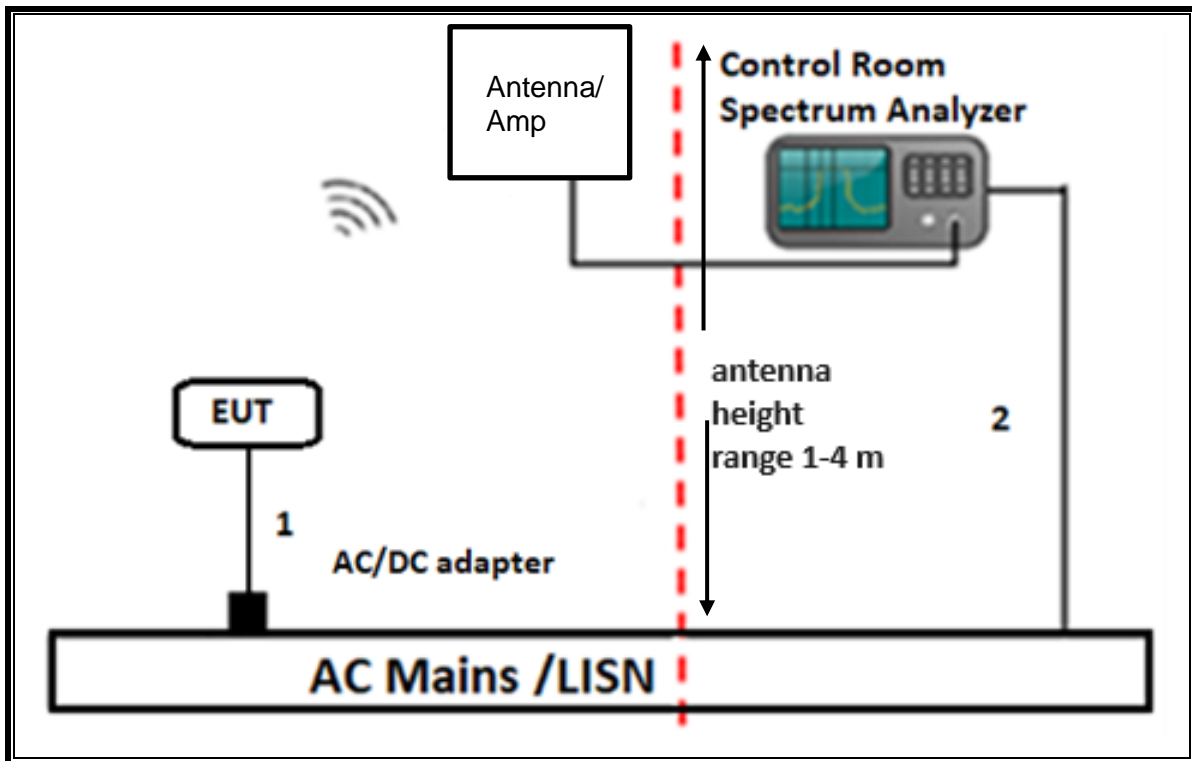 Antenna/
Amp
Control Room
Spectrum Analyzer
antenna
height
range 1-4 m
2
EUT
1
AC/DC adapter
AC Mains /LISN